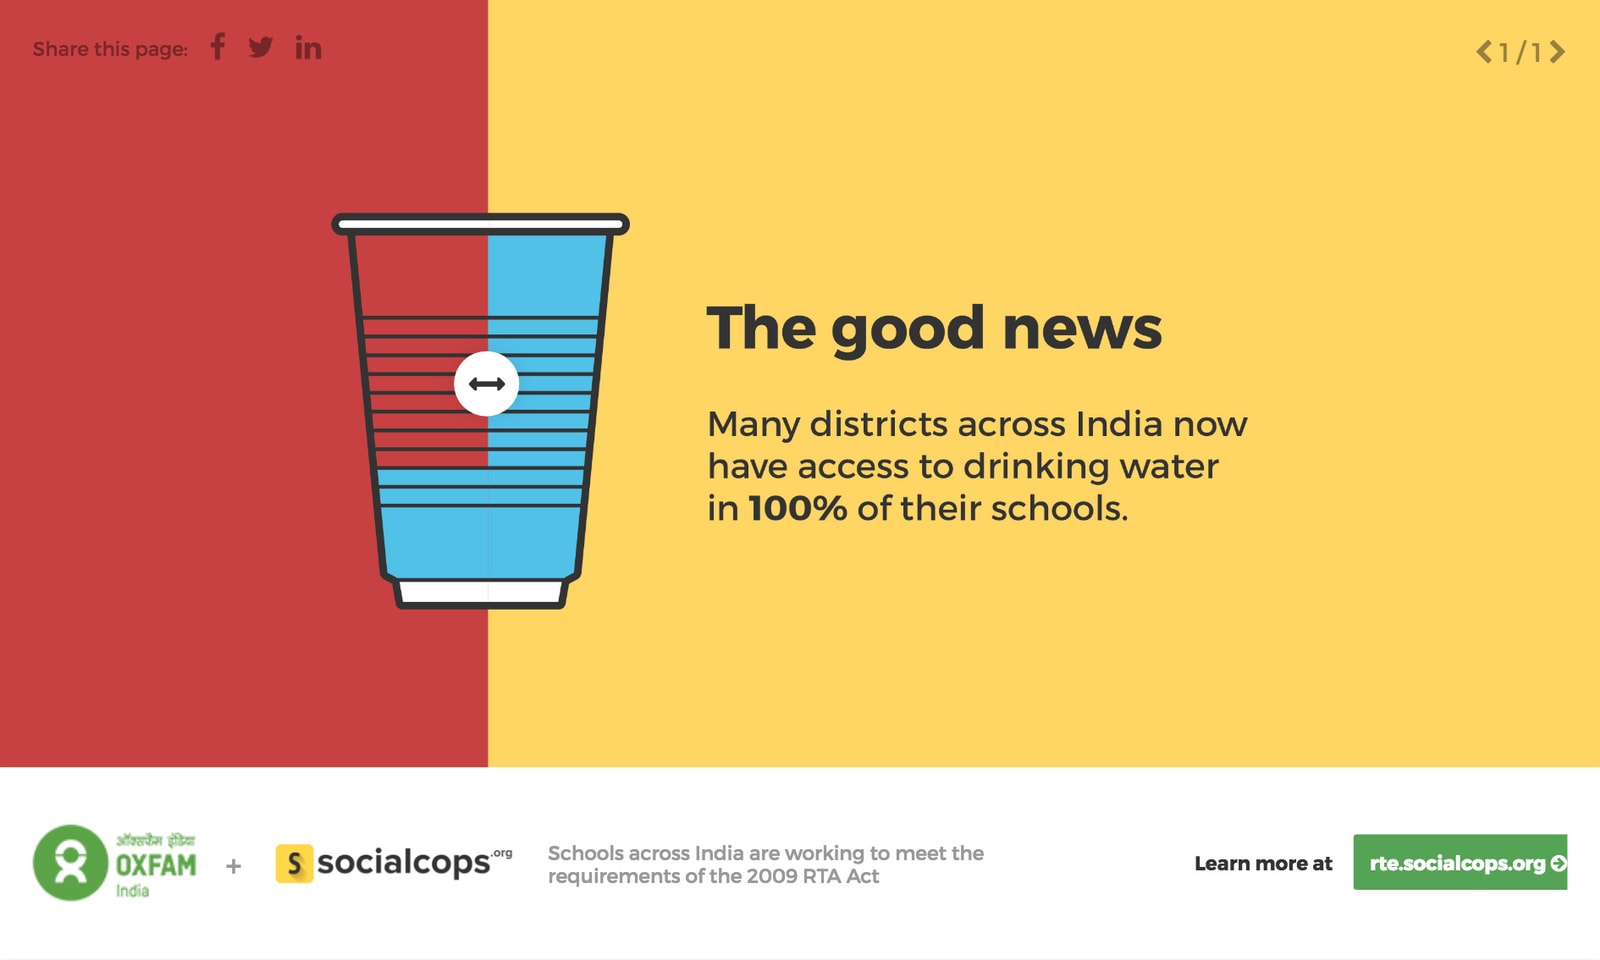 Share this page:
1 / 1
The good news
Many districts across India now
have access to drinking water
in 100% of their schools.
ऑक्सफैम इंडिया
OXFAM
India
+
S socialcops.org
Schools across India are working to meet the
requirements of the 2009 RTA Act
Learn more at
rte.socialcops.org